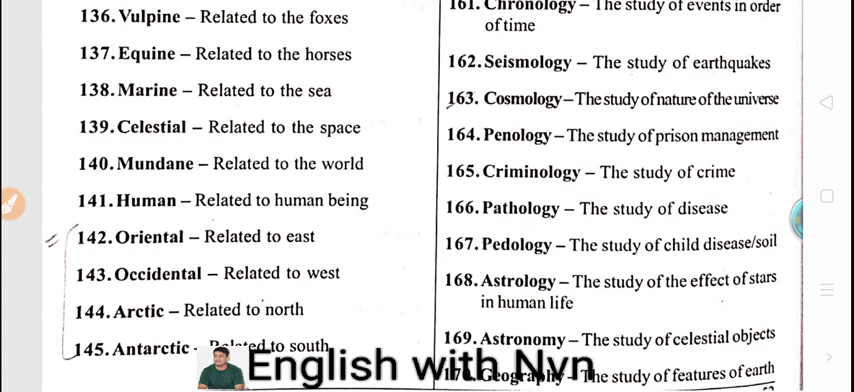 136. Vulpine – Related to the foxes
137. Equine – Related to the horses
138. Marine – Related to the sea
139. Celestial – Related to the space
140. Mundane – Related to the world
141. Human – Related to human being
142. Oriental – Related to east
143. Occidental – Related to west
144. Arctic – Related to north
145. Antarctic - Related to south
161. Chronology – The study of events in order
of time
162. Seismology – The study of earthquakes
163. Cosmology – The study of nature of the universe
164. Penology – The study of prison management
165. Criminology – The study of crime
166. Pathology – The study of disease
167. Pedology – The study of child disease/soil
168. Astrology – The study of the effect of stars
in human life
169. Astronomy – The study of celestial objects
170. Geography – The study of features of earth
English with Nvn